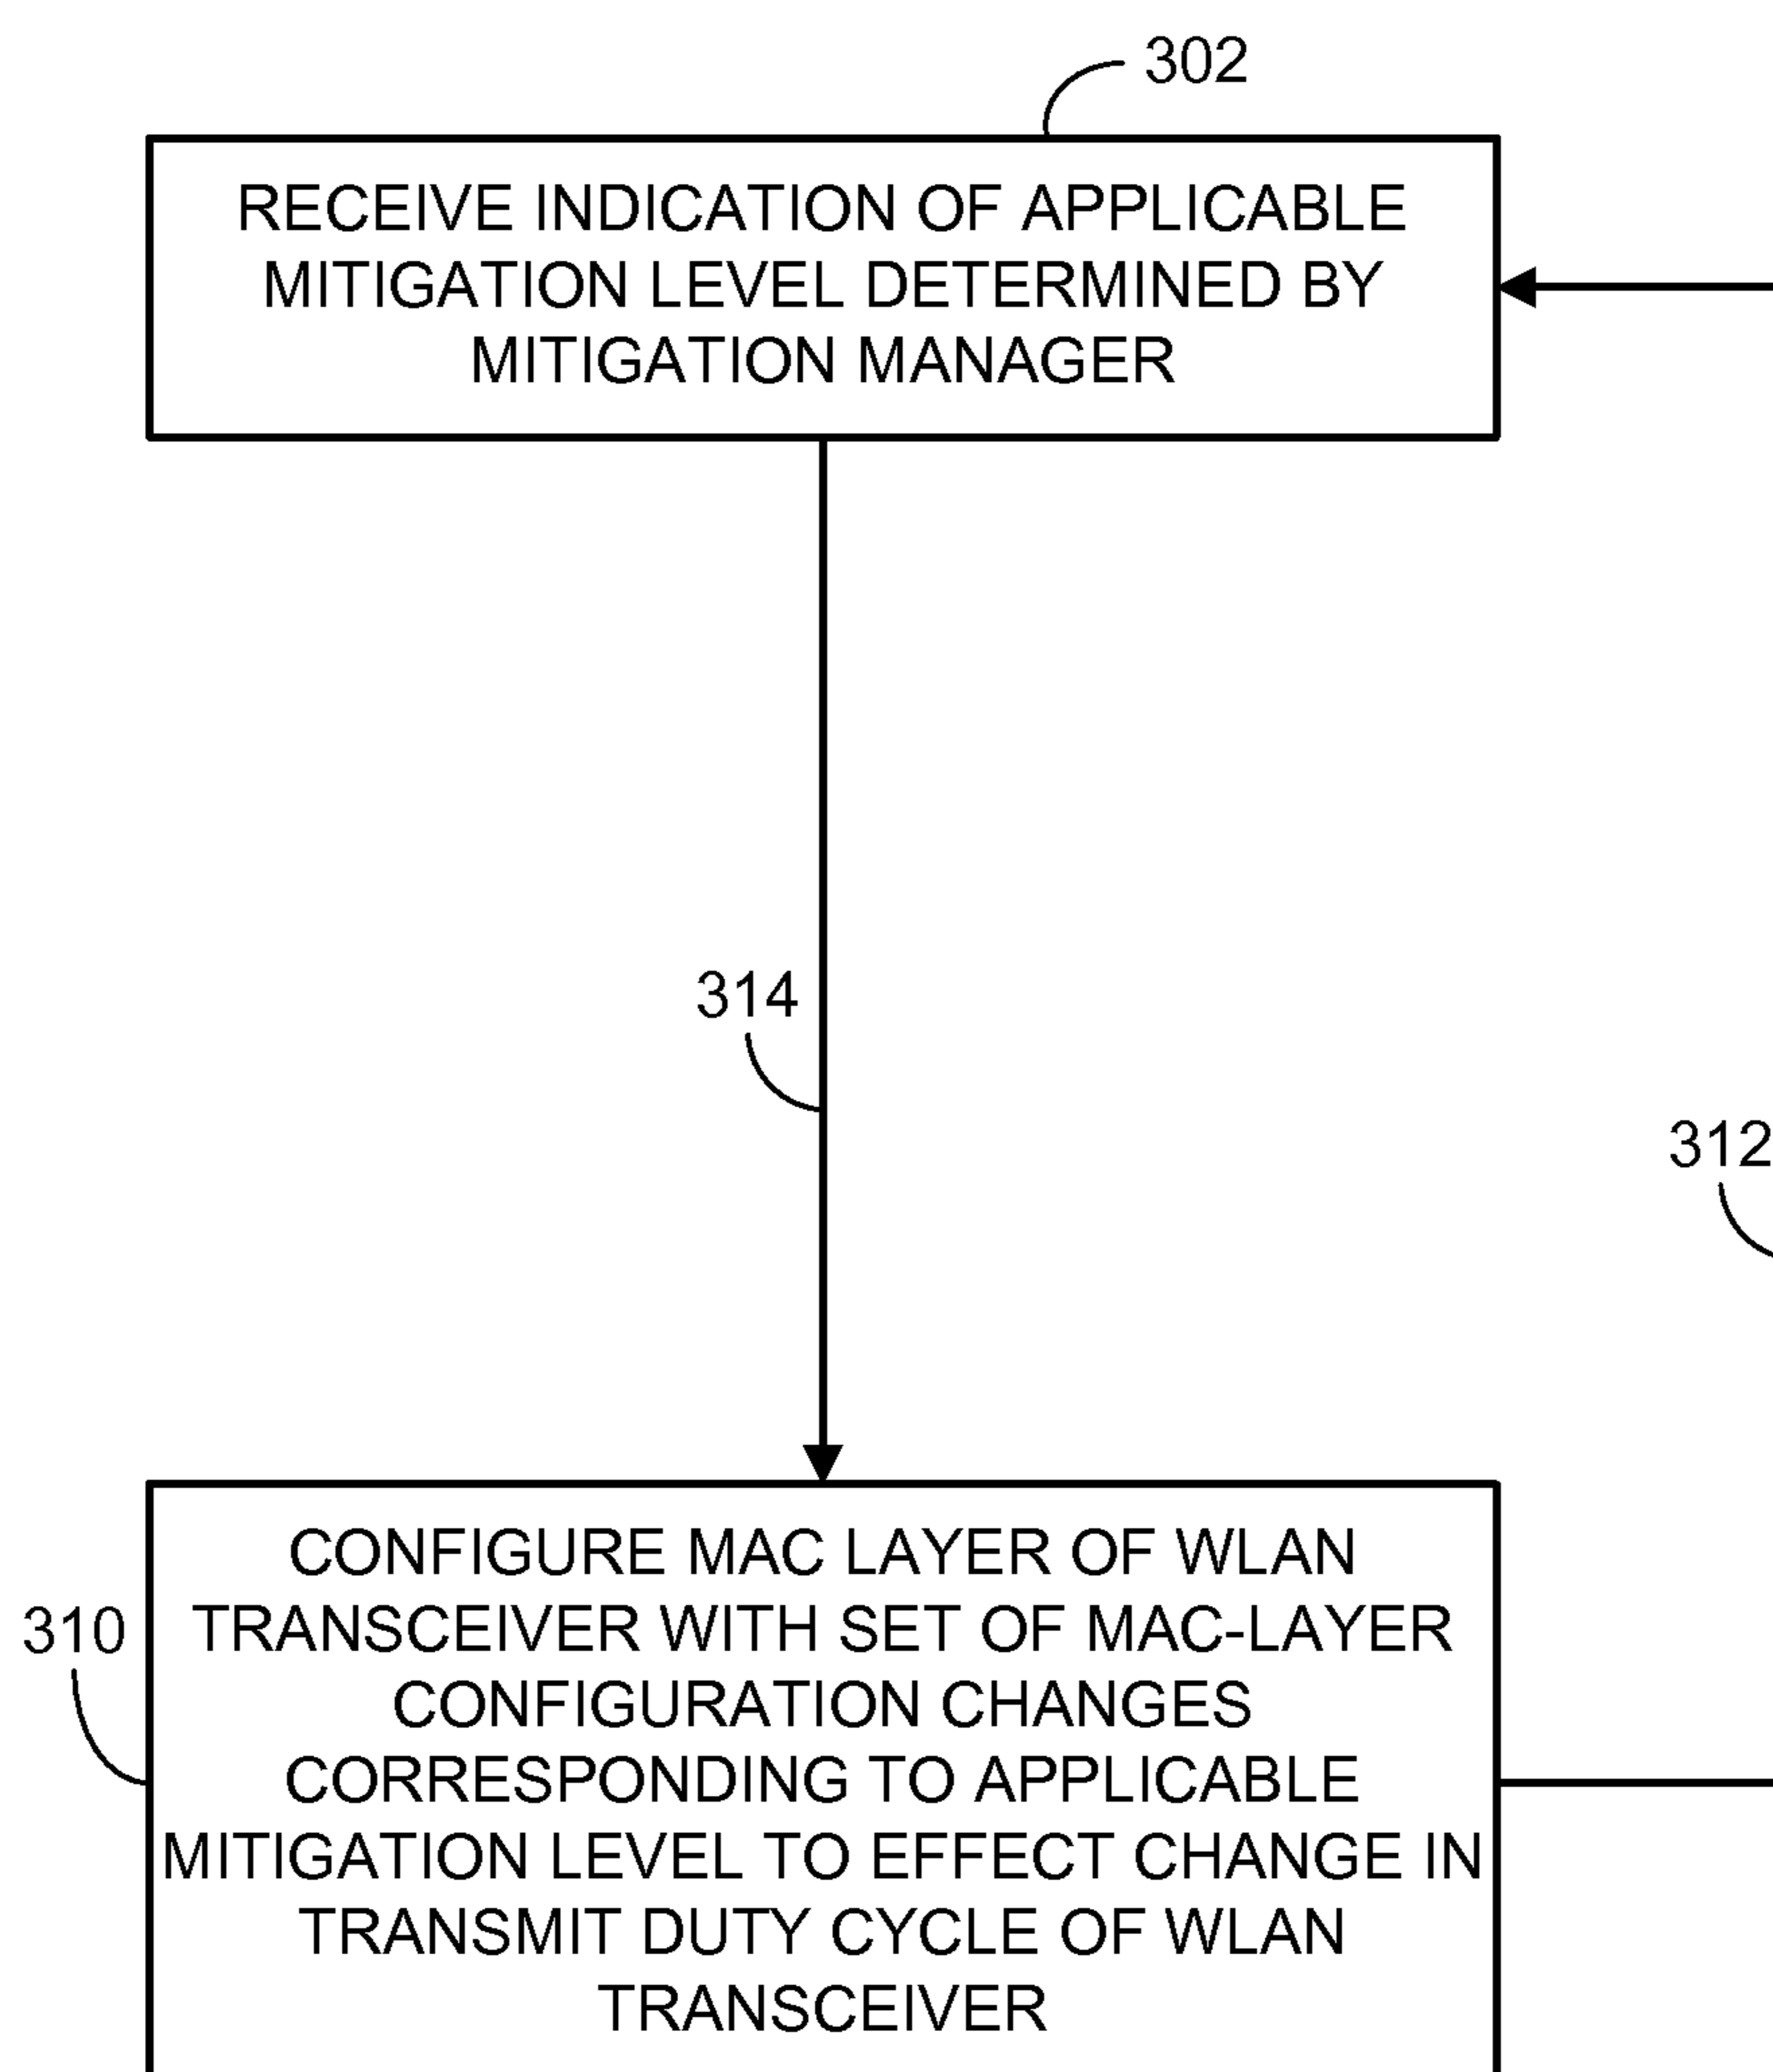 302
RECEIVE INDICATION OF APPLICABLE
MITIGATION LEVEL DETERMINED BY
MITIGATION MANAGER
314
312
310
CONFIGURE MAC LAYER OF WLAN
TRANSCEIVER WITH SET OF MAC-LAYER
CONFIGURATION CHANGES
CORRESPONDING TO APPLICABLE
MITIGATION LEVEL TO EFFECT CHANGE IN
TRANSMIT DUTY CYCLE OF WLAN
TRANSCEIVER